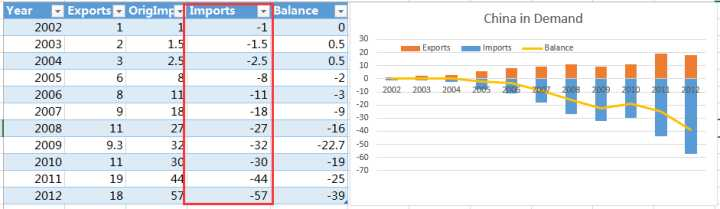 Year Exports OrigImp Imports Balance
2002 1 1 -1 0
2003 2 1.5 -1.5 0.5
2004 3 2.5 -2.5 0.5
2005 6 8 -8 -2
2006 8 11 -11 -3
2007 9 18 -18 -9
2008 11 27 -27 -16
2009 9.3 32 -32 -22.7
2010 11 30 -30 -19
2011 19 44 -44 -25
2012 18 57 -57 -39
China in Demand
Exports Imports Balance
30
20
10
0
-10
-20
-30
-40
-50
-60
-70
2002 2003 2004 2005 2006 2007 2008 2009 2010 2011 2012